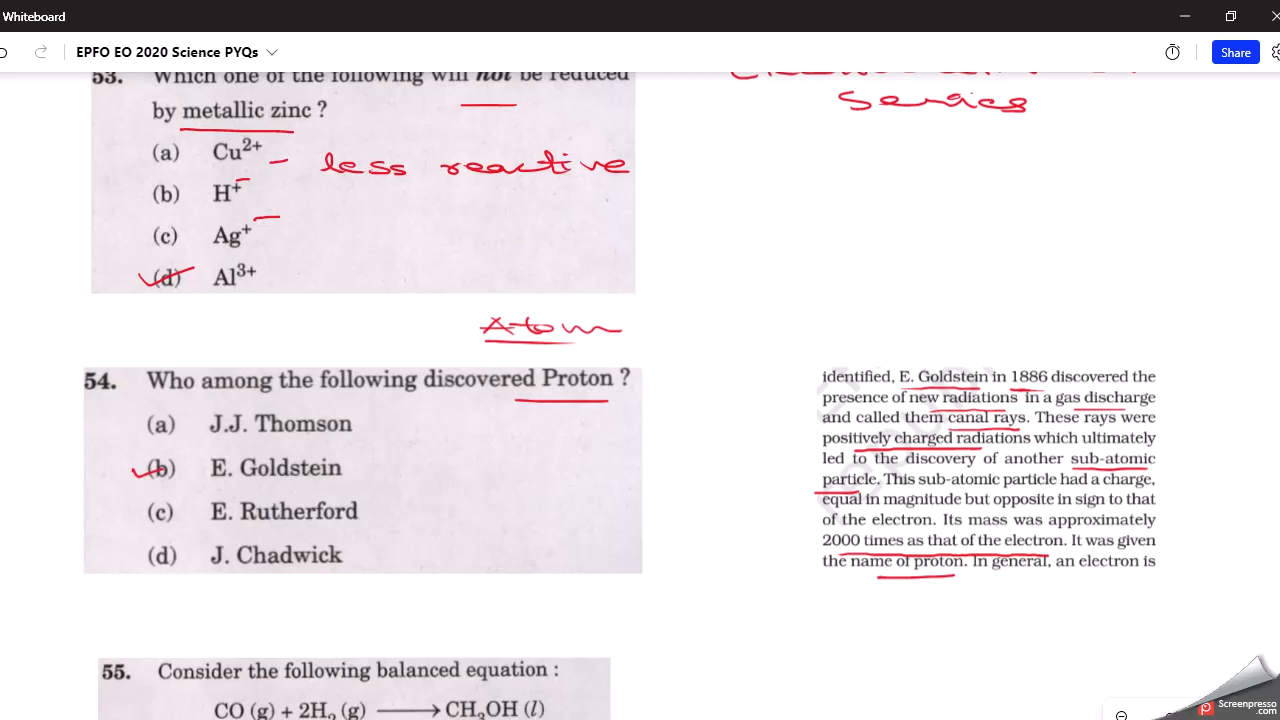 Whiteboard
EPFO EO 2020 Science PYQs
Share
53. Which one of the following will not be reduced
by metallic zinc ?
(a) Cu²⁺
(b) H⁺
(c) Ag⁺
(d) Al³⁺
less reactive
Series
Atom
54. Who among the following discovered Proton ?
(a) J.J. Thomson
(b) E. Goldstein
(c) E. Rutherford
(d) J. Chadwick
identified, E. Goldstein in 1886 discovered the
presence of new radiations in a gas discharge
and called them canal rays. These rays were
positively charged radiations which ultimately
led to the discovery of another sub-atomic
particle. This sub-atomic particle had a charge,
equal in magnitude but opposite in sign to that
of the electron. Its mass was approximately
2000 times as that of the electron. It was given
the name of proton. In general, an electron is
55. Consider the following balanced equation :
CO (g) + 2H₂ (g) ⟶ CH₃OH (l)
Screenpresso
.com